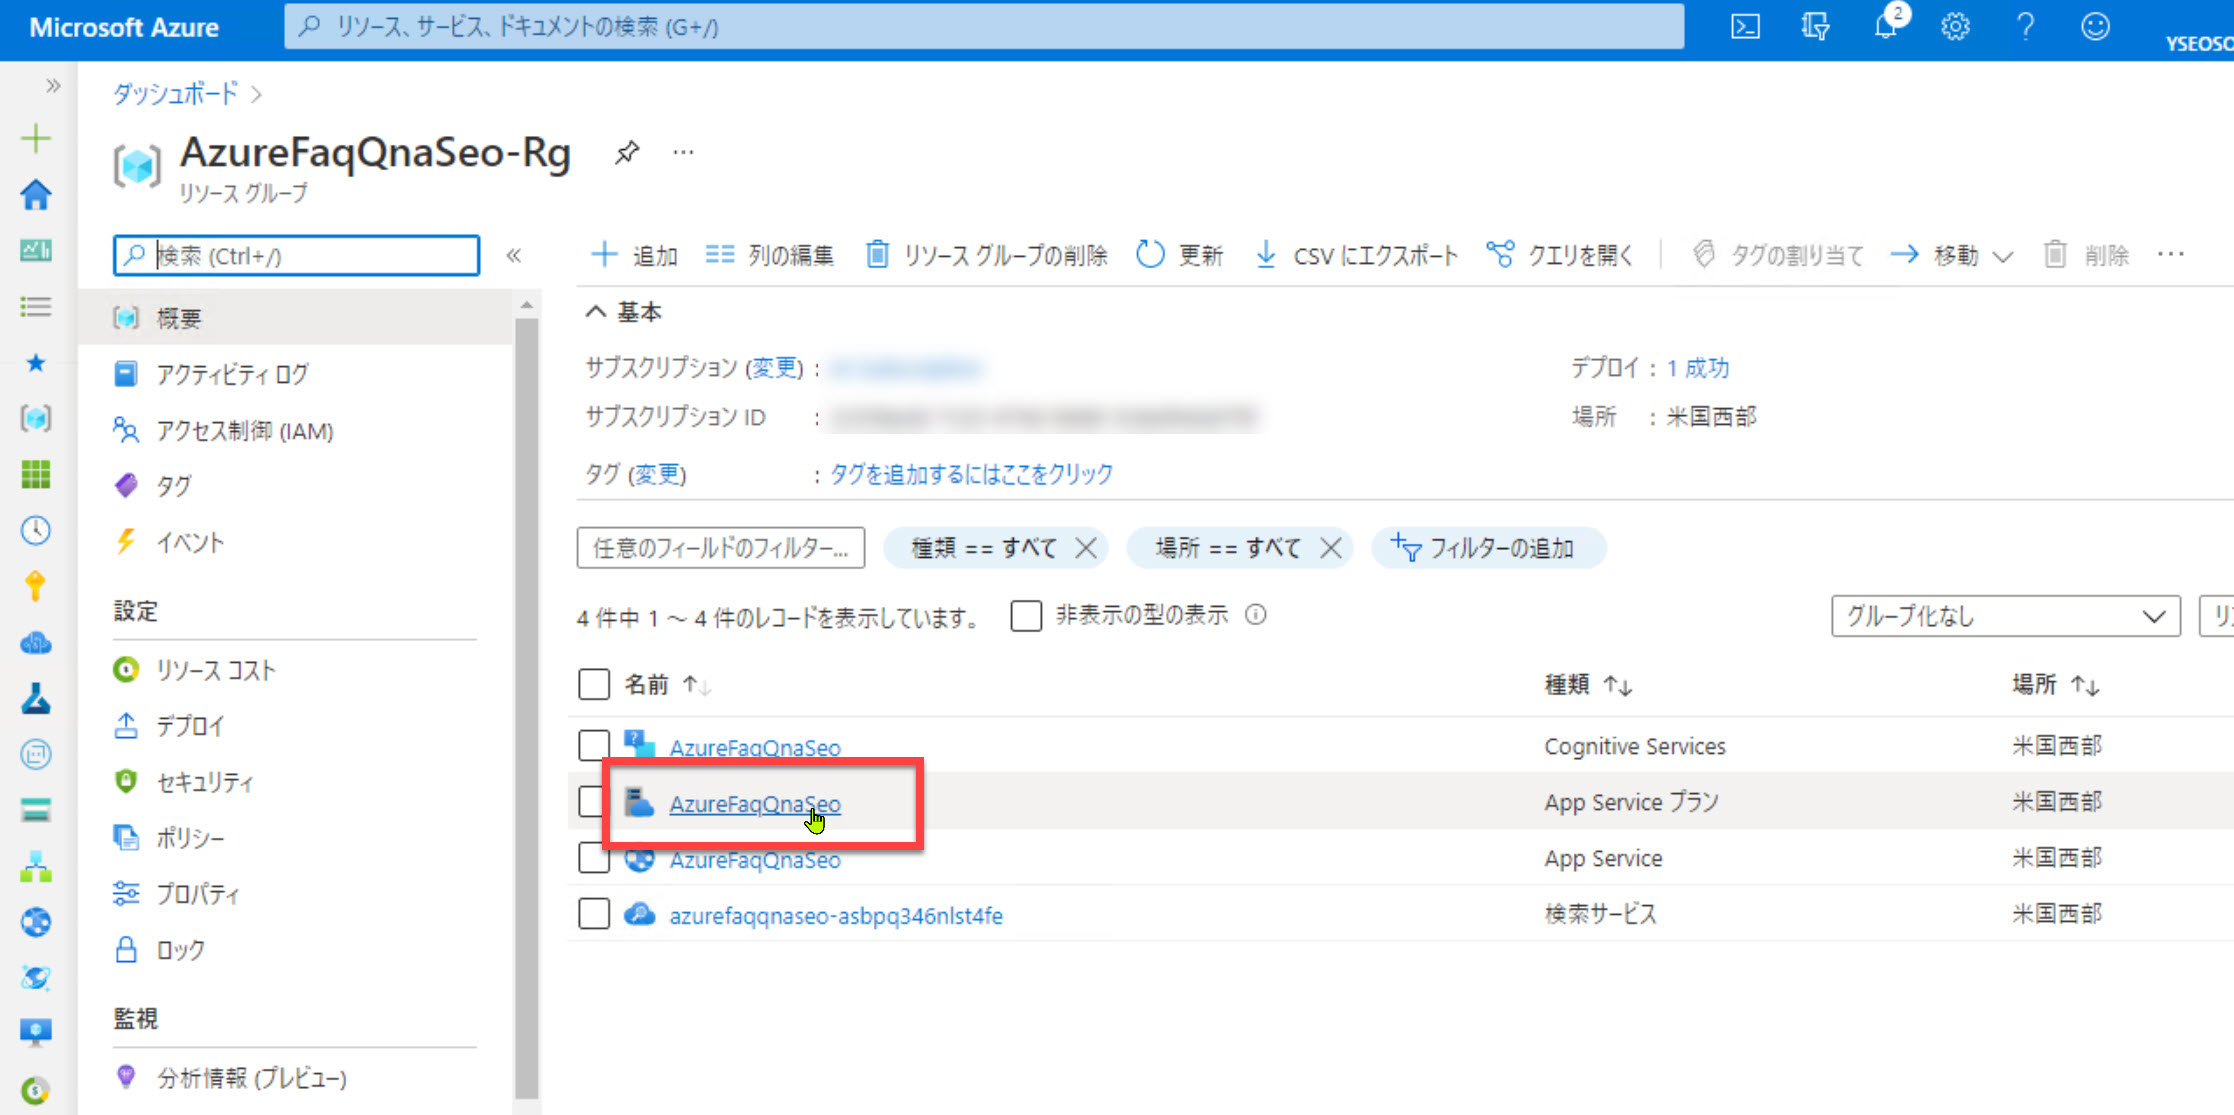 Microsoft Azure
リソース、サービス、ドキュメントの検索 (G+/)
2
YSEOSO
ダッシュボード >
AzureFaqQnaSeo-Rg
リソース グループ
検索 (Ctrl+/)
概要
アクティビティ ログ
アクセス制御 (IAM)
タグ
イベント
設定
リソース コスト
デプロイ
セキュリティ
ポリシー
プロパティ
ロック
監視
分析情報 (プレビュー)
追加 列の編集 リソース グループの削除 更新 CSV にエクスポート クエリを開く タグの割り当て 移動 削除 …
基本
サブスクリプション (変更) :
デプロイ : 1 成功
サブスクリプション ID :
場所 : 米国西部
タグ (変更) : タグを追加するにはここをクリック
任意のフィールドのフィルター... 種類 == すべて 場所 == すべて フィルターの追加
4 件中 1 ～ 4 件のレコードを表示しています。 非表示の型の表示
グループ化なし
名前 ↑↓ 種類 ↑↓ 場所 ↑↓
AzureFaqQnaSeo Cognitive Services 米国西部
AzureFaqQnaSeo App Service プラン 米国西部
AzureFaqQnaSeo App Service 米国西部
azurefaqqnaseo-asbpq346nlst4fe 検索サービス 米国西部